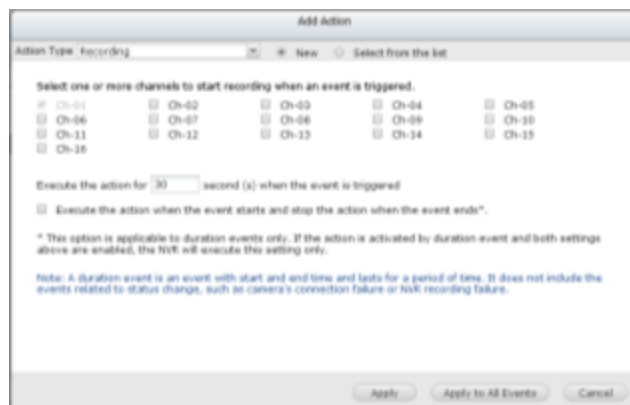 Add Action
Action Type Recording New Select from the list
Select one or more channels to start recording when an event is triggered.
Ch-01 Ch-02 Ch-03 Ch-04 Ch-05
Ch-06 Ch-07 Ch-08 Ch-09 Ch-10
Ch-11 Ch-12 Ch-13 Ch-14 Ch-15
Ch-16
Execute the action for 30 second (s) when the event is triggered
Execute the action when the event starts and stop the action when the event ends*.
* This option is applicable to duration events only. If the action is activated by duration event and both settings
above are enabled, the NVR will execute this setting only.
Note: A duration event is an event with start and end time and lasts for a period of time. It does not include the
events related to status change, such as camera's connection failure or NVR recording failure.
Apply Apply to All Events Cancel